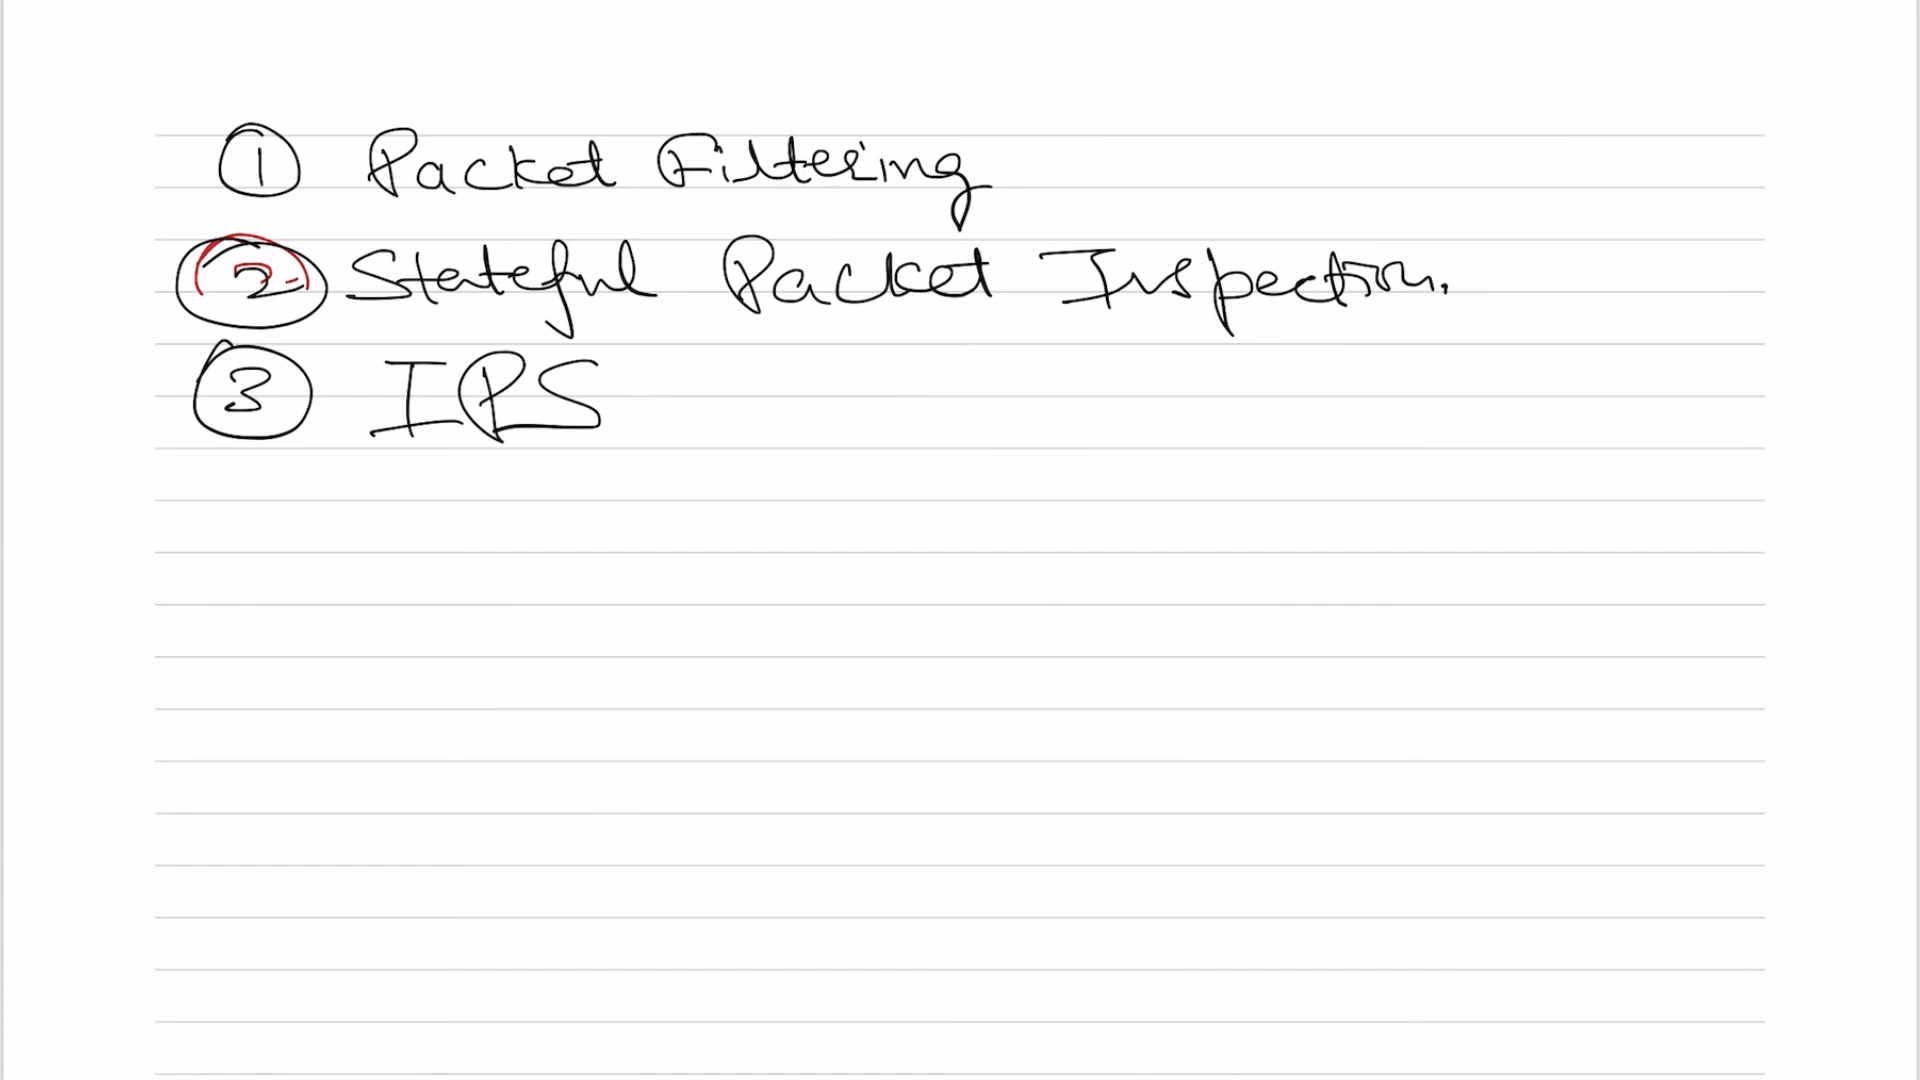 ① Packet Filtering
② Stateful Packet Inspection.
③ IPS